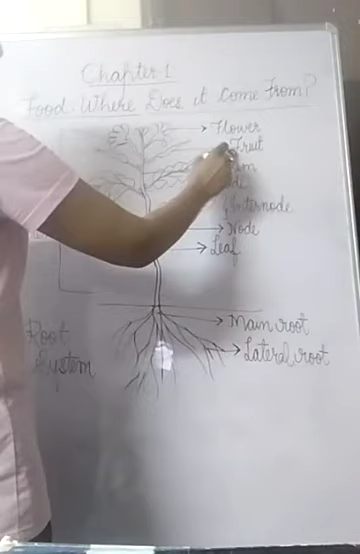 Chapter-1
Food. Where Does it Come From?
Flower
Fruit
Internode
Node
Leaf
Main root
Lateral root
Root
System